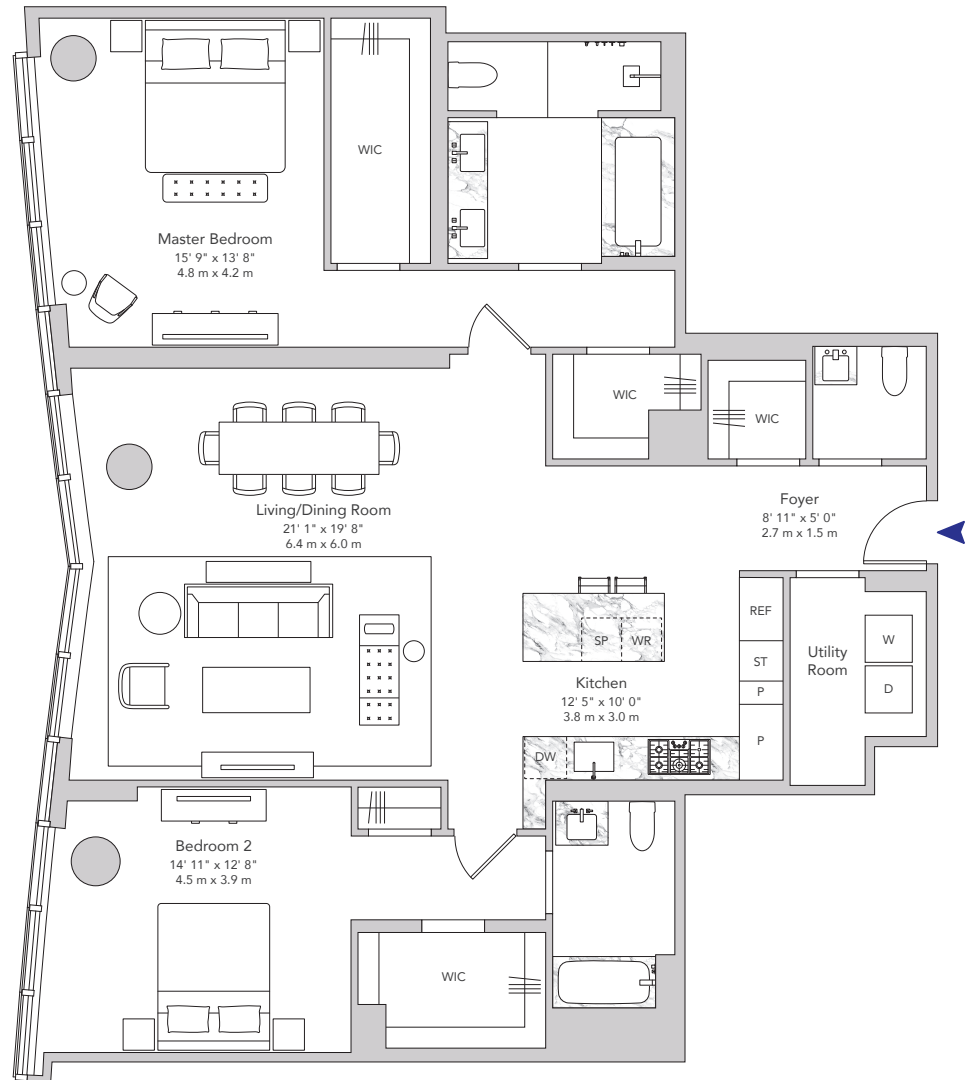 WIC
Master Bedroom
15' 9" x 13' 8"
4.8 m x 4.2 m
WIC
WIC
Living/Dining Room
21' 1" x 19' 8"
6.4 m x 6.0 m
Foyer
8' 11" x 5' 0"
2.7 m x 1.5 m
REF
SP
WR
ST
W
Utility
Room
Kitchen
12' 5" x 10' 0"
3.8 m x 3.0 m
P
D
P
DW
Bedroom 2
14' 11" x 12' 8"
4.5 m x 3.9 m
WIC